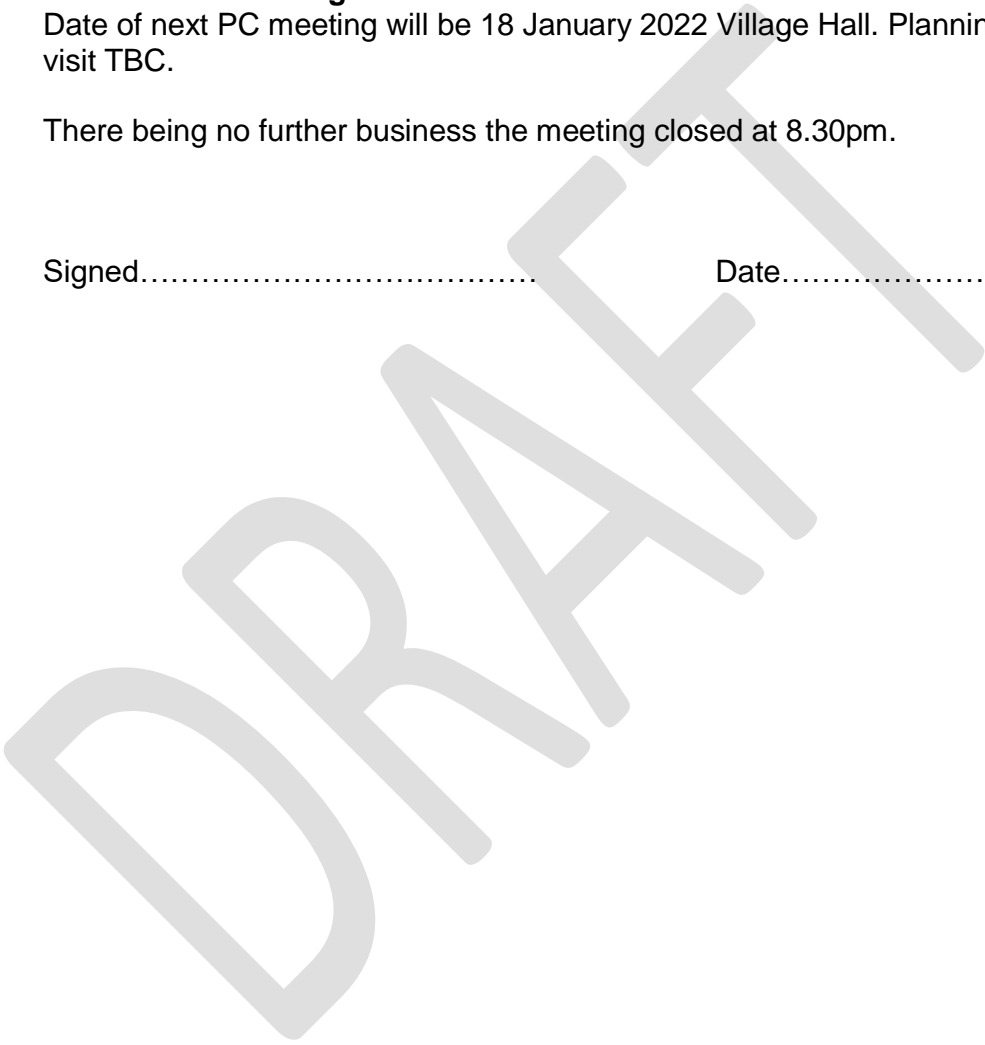 Date of next PC meeting will be 18 January 2022 Village Hall. Plannin
visit TBC.
There being no further business the meeting closed at 8.30pm.
Signed………………………………… Date…………………
DRAFT